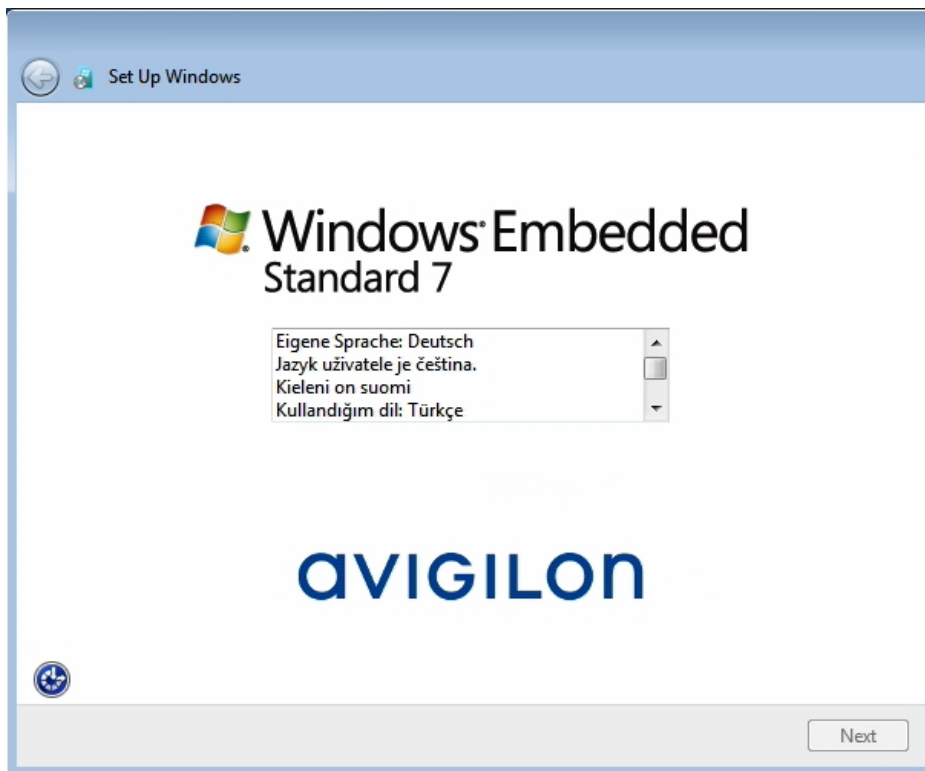 Set Up Windows
Windows Embedded
Standard 7
Eigene Sprache: Deutsch
Jazyk uživatele je čeština.
Kieleni on suomi
Kullandığım dil: Türkçe
avigilon
Next